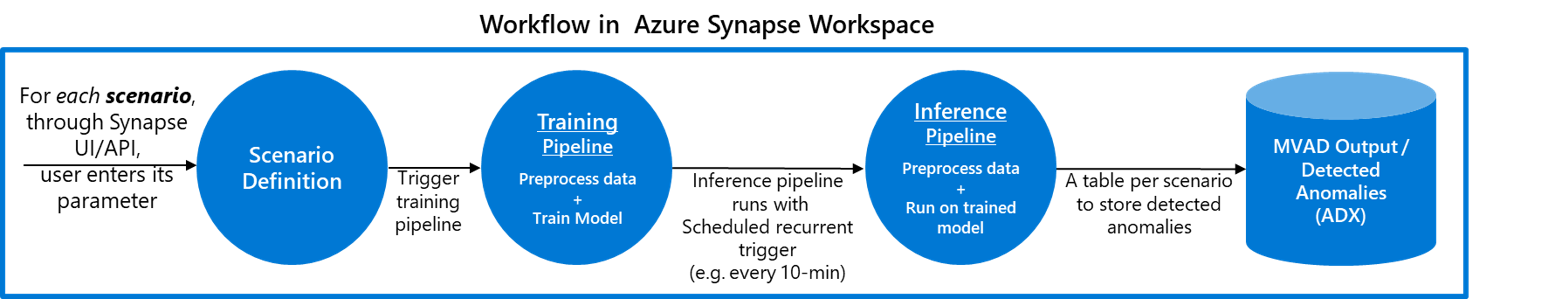 Workflow in Azure Synapse Workspace
For each scenario,
through Synapse
UI/API,
user enters its
parameter
Scenario
Definition
Trigger
training
pipeline
Training
Pipeline
Preprocess data
+
Train Model
Inference pipeline
runs with
Scheduled recurrent
trigger
(e.g. every 10-min)
Inference
Pipeline
Preprocess data
+
Run on trained
model
A table per scenario
to store detected
anomalies
MVAD Output /
Detected
Anomalies
(ADX)